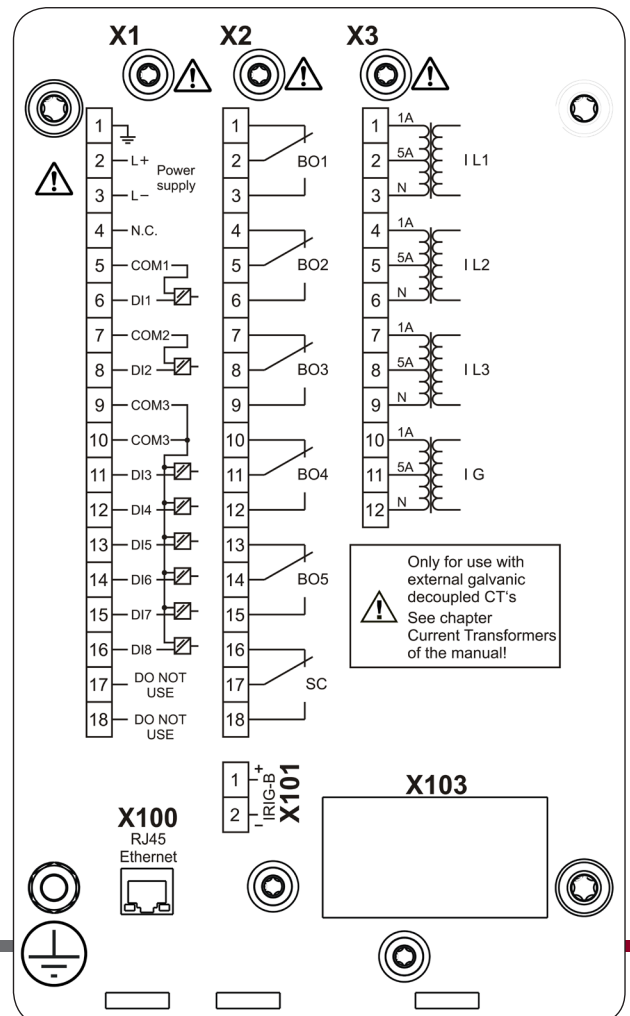 X1
X2
X3
1
2
L+
Power
supply
3
L−
4
N.C.
5
COM1
6
DI1
7
COM2
8
DI2
9
COM3
10
COM3
11
DI3
12
DI4
13
DI5
14
DI6
15
DI7
16
DI8
17
DO NOT
USE
18
DO NOT
USE
1
2
BO1
3
4
5
BO2
6
7
8
BO3
9
10
11
BO4
12
13
14
BO5
15
16
17
SC
18
1
1A
2
5A
I L1
3
N
4
1A
5
5A
I L2
6
N
7
1A
8
5A
I L3
9
N
10
1A
11
5A
I G
12
N
Only for use with
external galvanic
decoupled CT's
See chapter
Current Transformers
of the manual!
1
+
2
−
IRIG-B
X101
X103
X100
RJ45
Ethernet